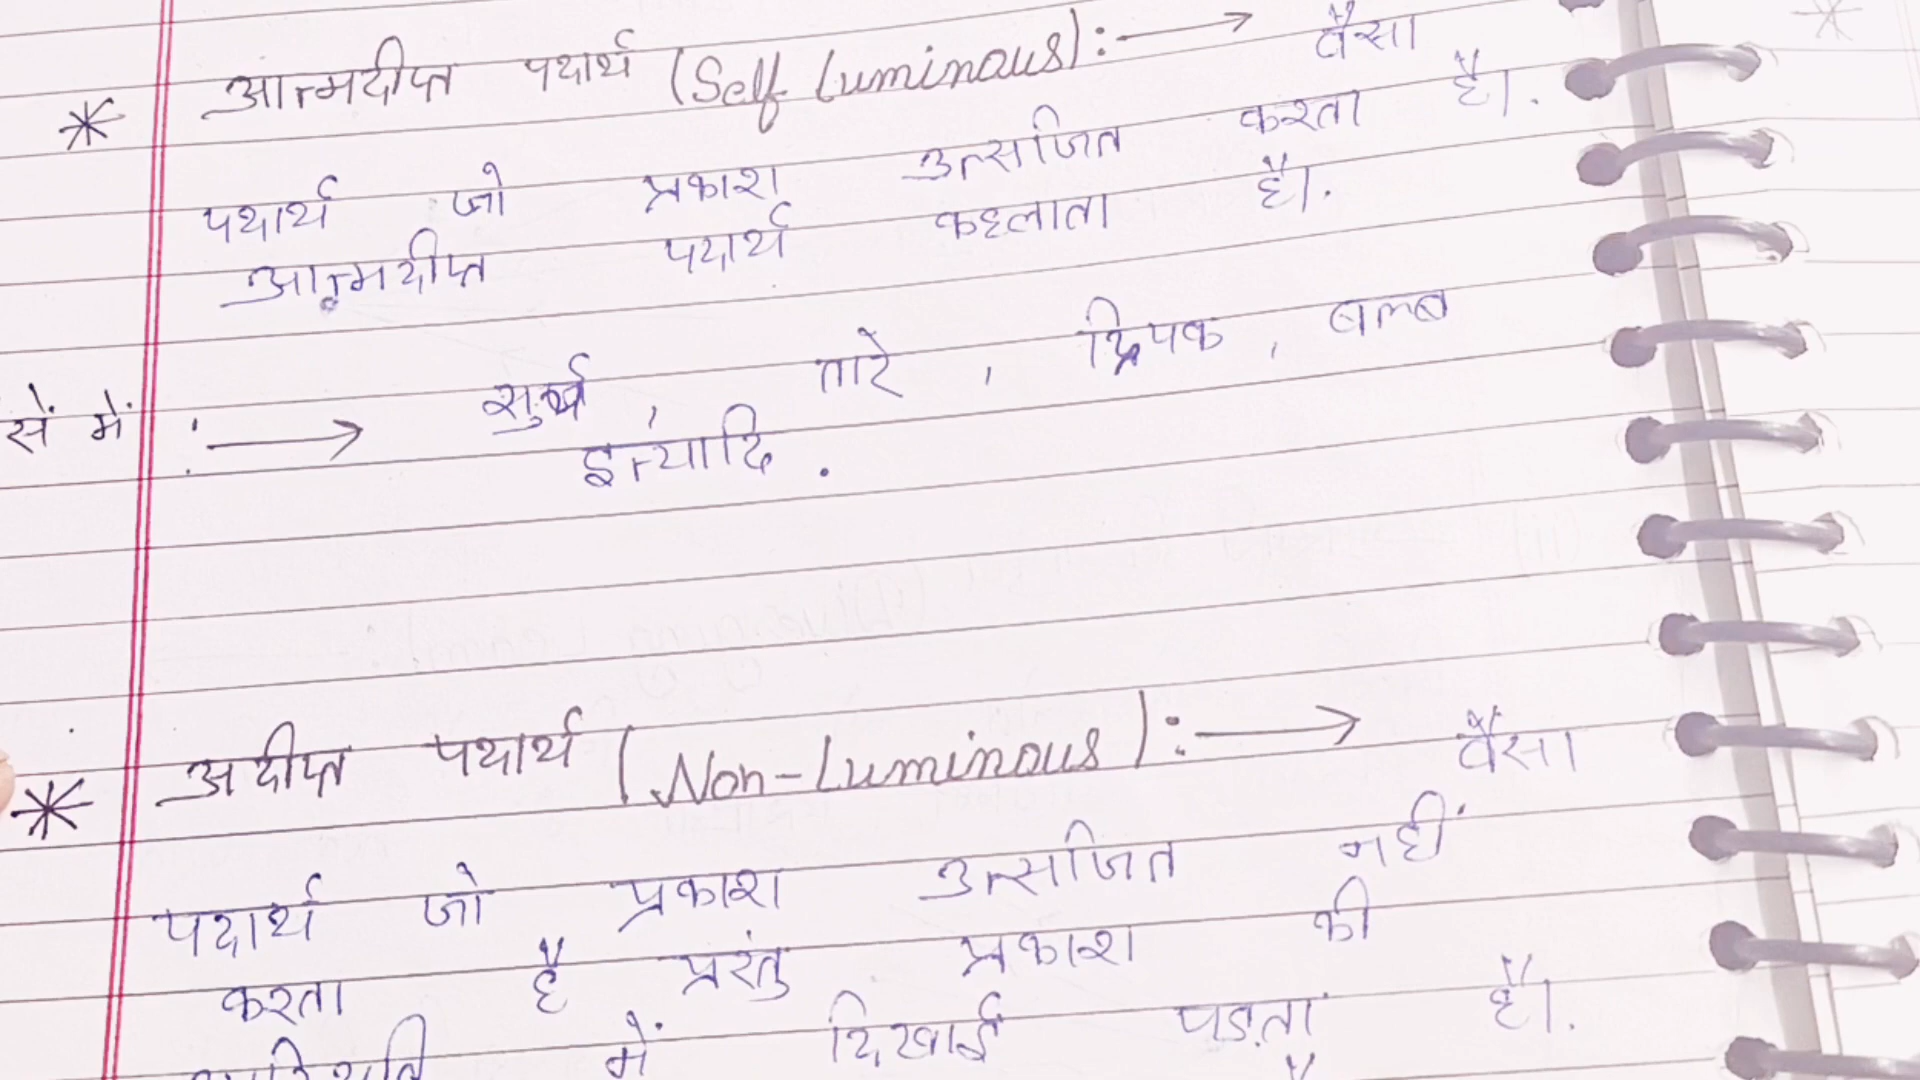 * आत्मदीप्त पदार्थ (Self Luminous) :→ वैसा
पदार्थ जो प्रकाश उत्सर्जित करता है।.
आत्मदीप्त पदार्थ कहलाता है।.
सें में :→ सुर्य , तारे , दिपक , बल्ब
इत्यादि .
* अदीप्त पदार्थ (Non-Luminous) :→ वैसा
पदार्थ जो प्रकाश उत्सर्जित नहीं
करता है प्ररंतु प्रकाश की
में दिखाई पड़ता है।.